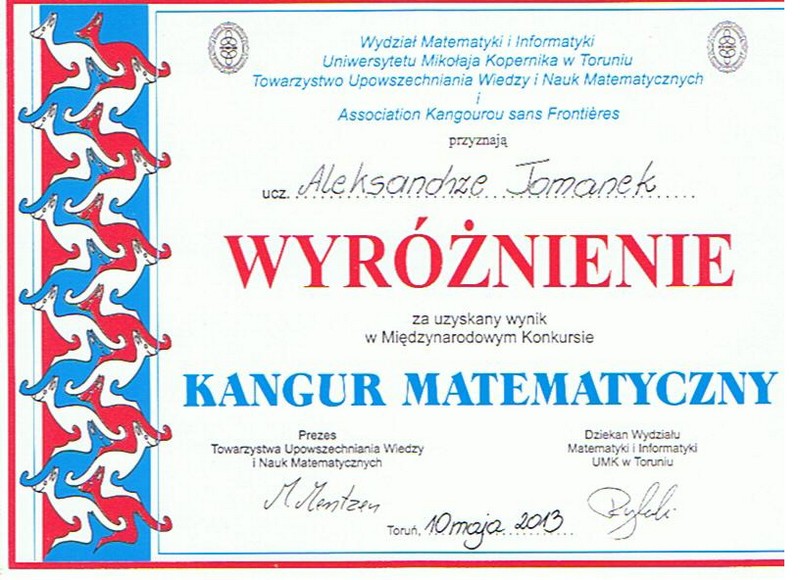 Wydział Matematyki i Informatyki
Uniwersytetu Mikołaja Kopernika w Toruniu
Towarzystwo Upowszechniania Wiedzy i Nauk Matematycznych
i
Association Kangourou sans Frontières
przyznają
ucz. Aleksandrze Tomanek
WYRÓŻNIENIE
za uzyskany wynik
w Międzynarodowym Konkursie
KANGUR MATEMATYCZNY
Prezes
Towarzystwa Upowszechniania Wiedzy
i Nauk Matematycznych
M Mentzen
Dziekan Wydziału
Matematyki i Informatyki
UMK w Toruniu
Toruń, 10 maja 2013